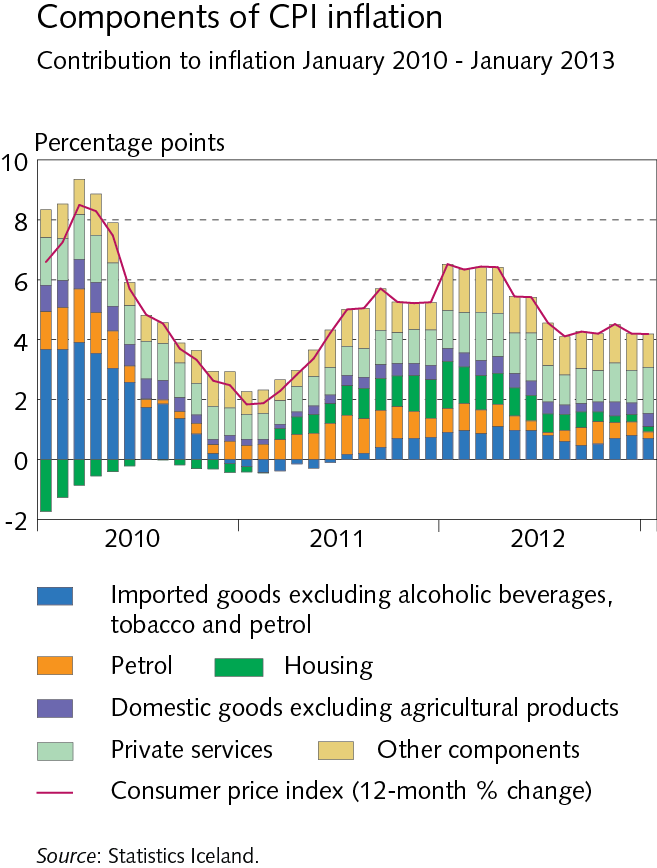 Components of CPI inflation
Contribution to inflation January 2010 - January 2013
Percentage points
10
8
6
4
2
0
-2
2010 2011 2012
Imported goods excluding alcoholic beverages,
tobacco and petrol
Petrol Housing
Domestic goods excluding agricultural products
Private services Other components
Consumer price index (12-month % change)
Source: Statistics Iceland.